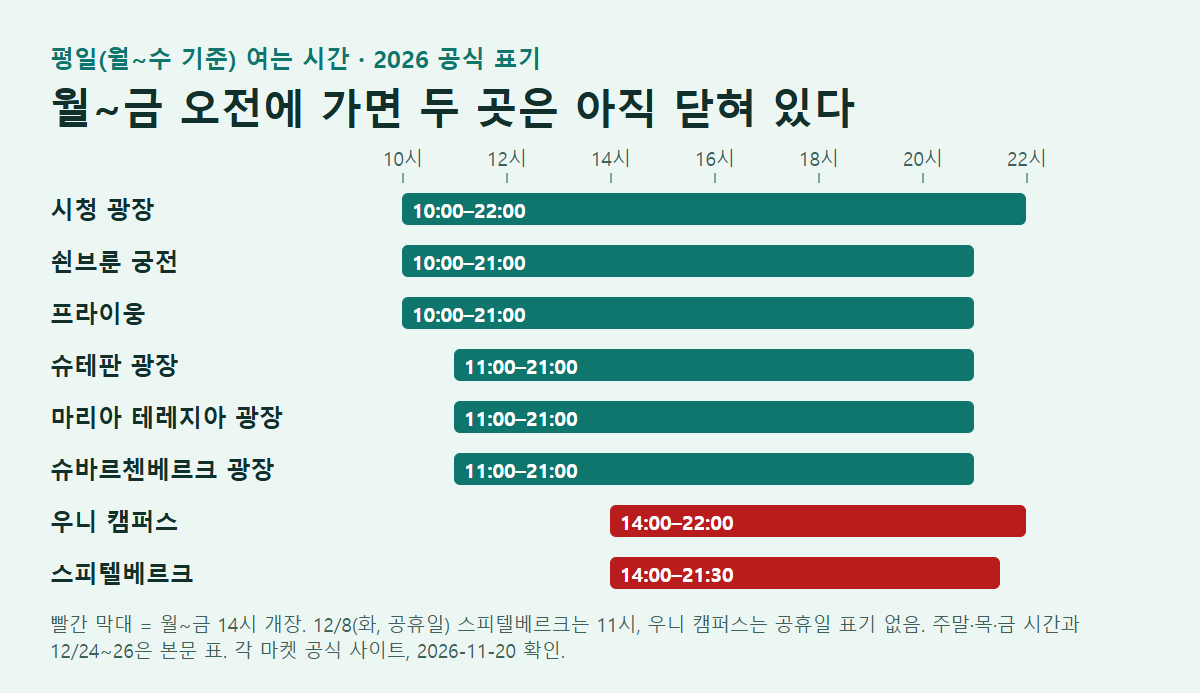 평일(월~수 기준) 여는 시간 · 2026 공식 표기
월~금 오전에 가면 두 곳은 아직 닫혀 있다
10시 12시 14시 16시 18시 20시 22시
시청 광장 10:00–22:00
쇤브룬 궁전 10:00–21:00
프라이웅 10:00–21:00
슈테판 광장 11:00–21:00
마리아 테레지아 광장 11:00–21:00
슈바르첸베르크 광장 11:00–21:00
우니 캠퍼스 14:00–22:00
스피텔베르크 14:00–21:30
빨간 막대 = 월~금 14시 개장. 12/8(화, 공휴일) 스피텔베르크는 11시, 우니 캠퍼스는 공휴일 표기 없음. 주말·목·금 시간과
12/24~26은 본문 표. 각 마켓 공식 사이트, 2026-11-20 확인.